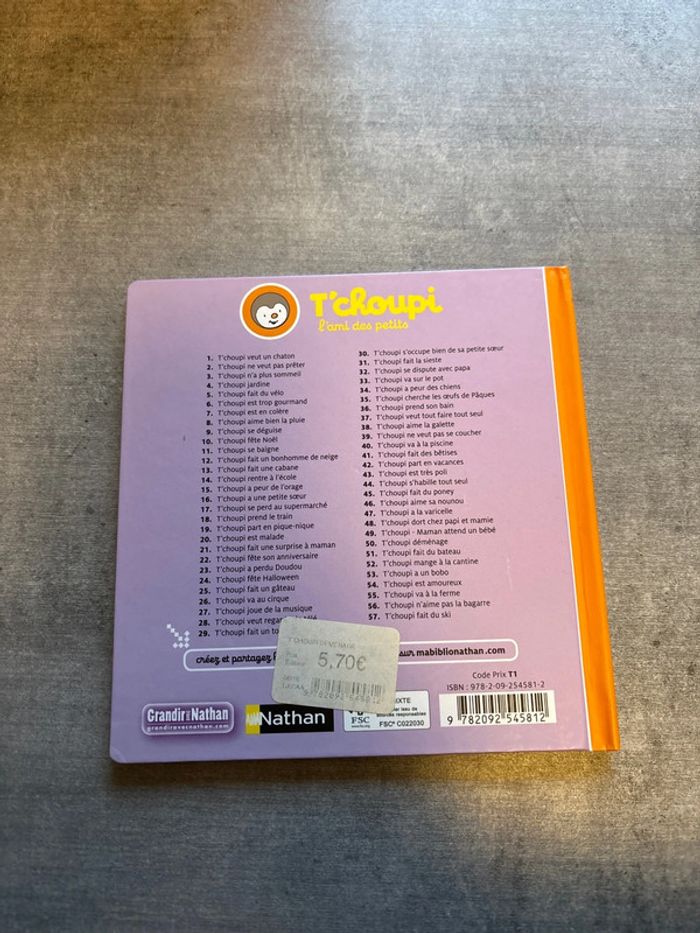 T'choupi
l'ami des petits
1. T'choupi veut un chaton
2. T'choupi ne veut pas prêter
3. T'choupi n'a plus sommeil
4. T'choupi jardine
5. T'choupi fait du vélo
6. T'choupi est trop gourmand
7. T'choupi est en colère
8. T'choupi aime bien la pluie
9. T'choupi se déguise
10. T'choupi fête Noël
11. T'choupi se baigne
12. T'choupi fait un bonhomme de neige
13. T'choupi fait une cabane
14. T'choupi rentre à l'école
15. T'choupi a peur de l'orage
16. T'choupi a une petite sœur
17. T'choupi se perd au supermarché
18. T'choupi prend le train
19. T'choupi part en pique-nique
20. T'choupi est malade
21. T'choupi fait une surprise à maman
22. T'choupi fête son anniversaire
23. T'choupi a perdu Doudou
24. T'choupi fête Halloween
25. T'choupi fait un gâteau
26. T'choupi va au cirque
27. T'choupi joue de la musique
28. T'choupi veut
29. T'choupi fait un
30. T'choupi s'occupe bien de sa petite sœur
31. T'choupi fait la sieste
32. T'choupi se dispute avec papa
33. T'choupi va sur le pot
34. T'choupi a peur des chiens
35. T'choupi cherche les œufs de Pâques
36. T'choupi prend son bain
37. T'choupi veut tout faire tout seul
38. T'choupi aime la galette
39. T'choupi ne veut pas se coucher
40. T'choupi va à la piscine
41. T'choupi fait des bêtises
42. T'choupi part en vacances
43. T'choupi est très poli
44. T'choupi s'habille tout seul
45. T'choupi fait du poney
46. T'choupi aime sa nounou
47. T'choupi a la varicelle
48. T'choupi dort chez papi et mamie
49. T'choupi - Maman attend un bébé
50. T'choupi déménage
51. T'choupi fait du bateau
52. T'choupi mange à la cantine
53. T'choupi a un bobo
54. T'choupi est amoureux
55. T'choupi va à la ferme
56. T'choupi n'aime pas la bagarre
57. T'choupi fait du ski
créez et partagez
sur mabiblionathan.com
5,70€
9782092545812
Code Prix T1
ISBN : 978-2-09-254581-2
9 782092 545812
Grandir avec Nathan
grandiravecnathan.com
Nathan
FSC
FSC® C022030